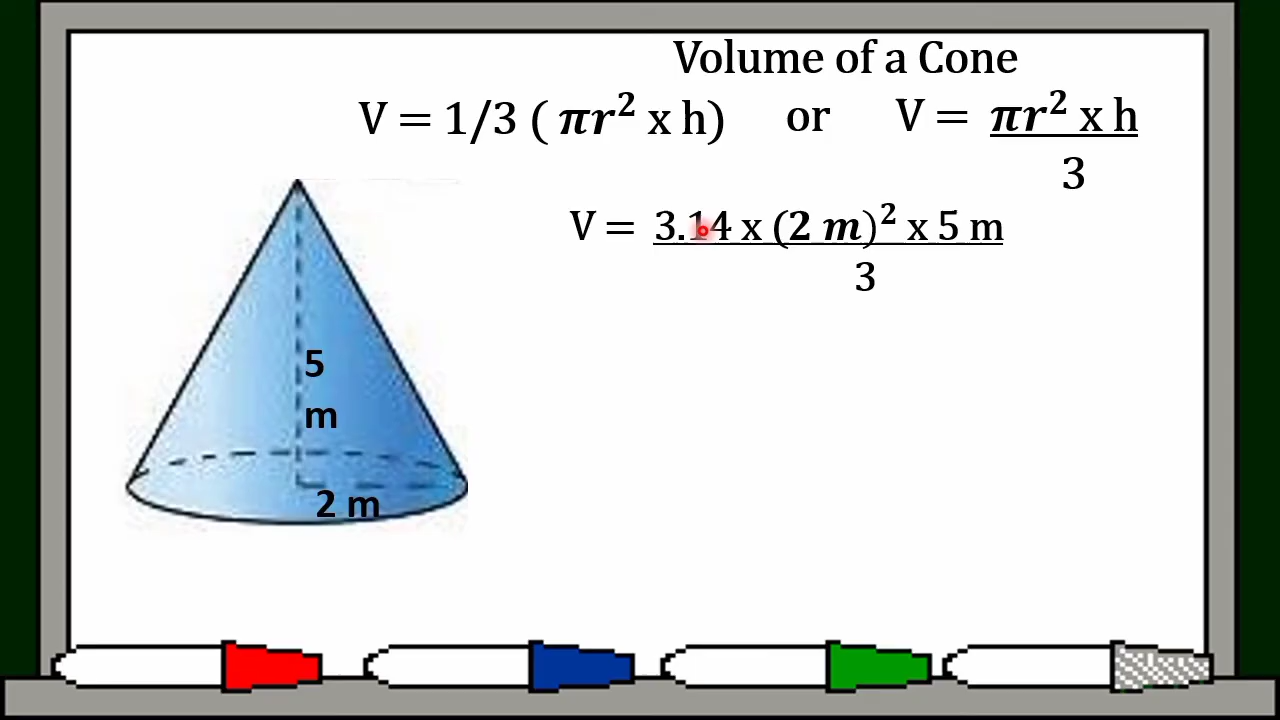 Volume of a Cone
V = 1/3 ( πr² x h) or V = πr² x h
3
V = 3.14 x (2 m)² x 5 m
3
5
m
2 m